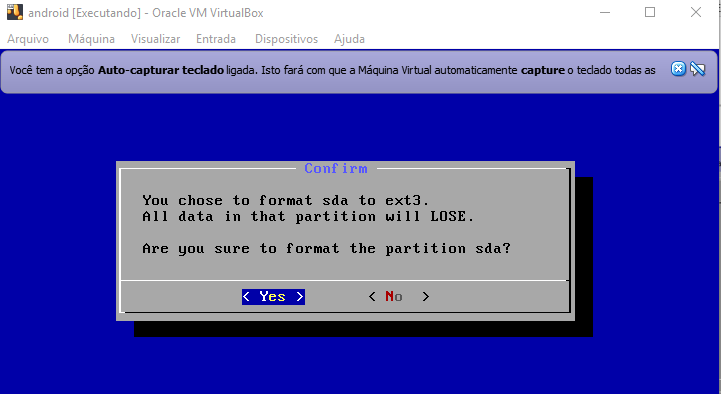 android [Executando] - Oracle VM VirtualBox
Arquivo Máquina Visualizar Entrada Dispositivos Ajuda
Você tem a opção Auto-capturar teclado ligada. Isto fará com que a Máquina Virtual automaticamente capture o teclado todas as
Confirm
You chose to format sda to ext3.
All data in that partition will LOSE.
Are you sure to format the partition sda?
< Yes > < No >